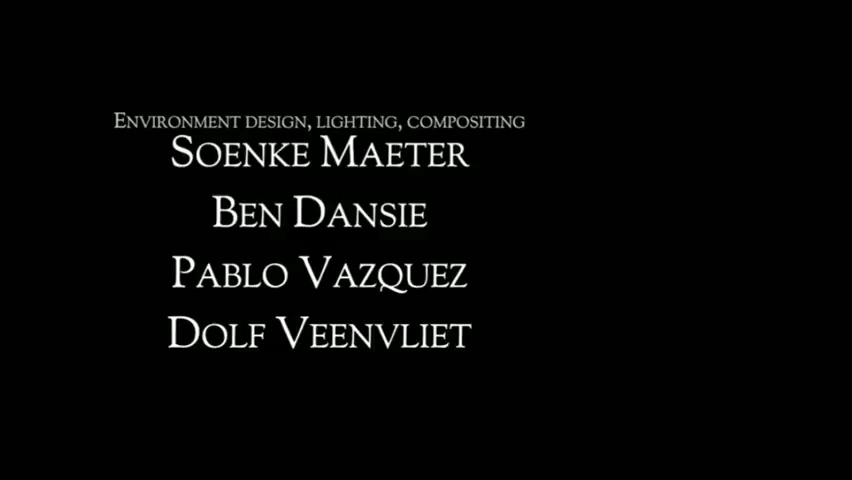 Environment design, lighting, compositing
Soenke Maeter
Ben Dansie
Pablo Vazquez
Dolf Veenvliet